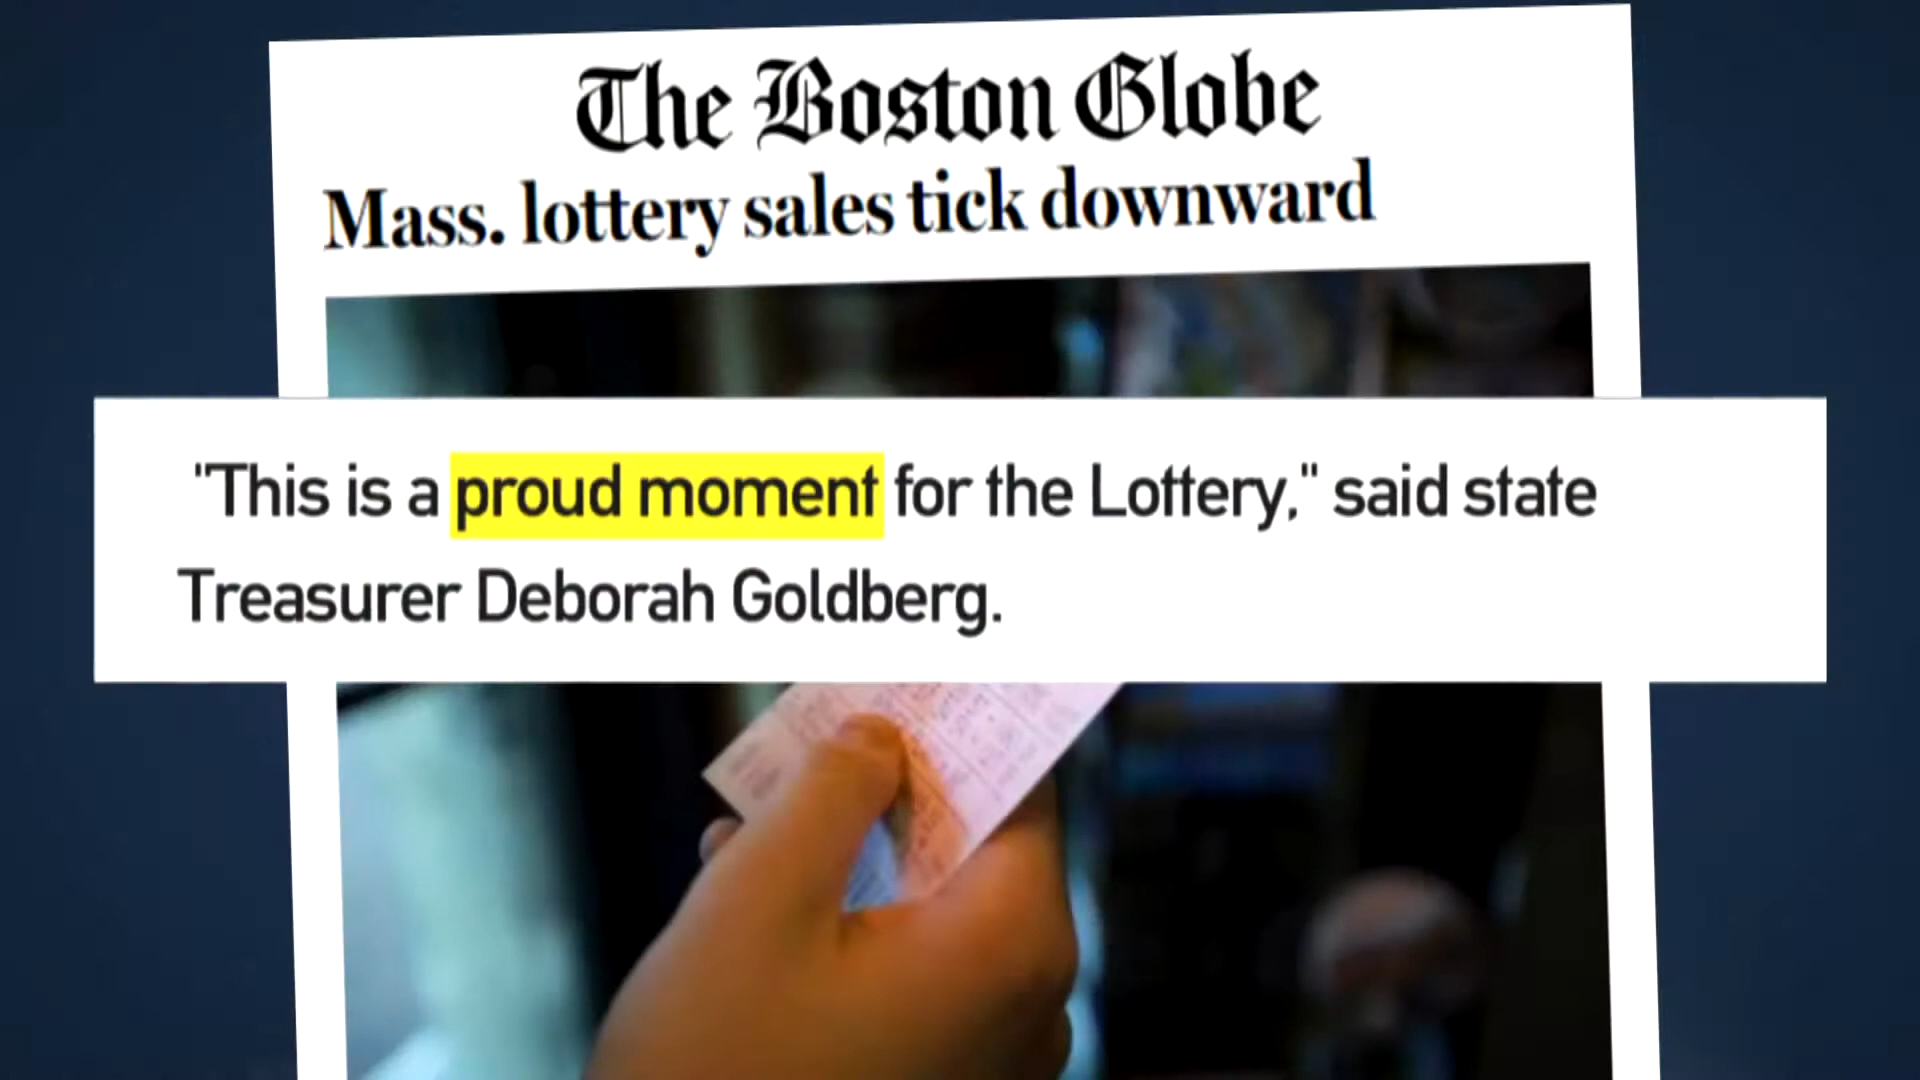 The Boston Globe
Mass. lottery sales tick downward
"This is a proud moment for the Lottery," said state
Treasurer Deborah Goldberg.